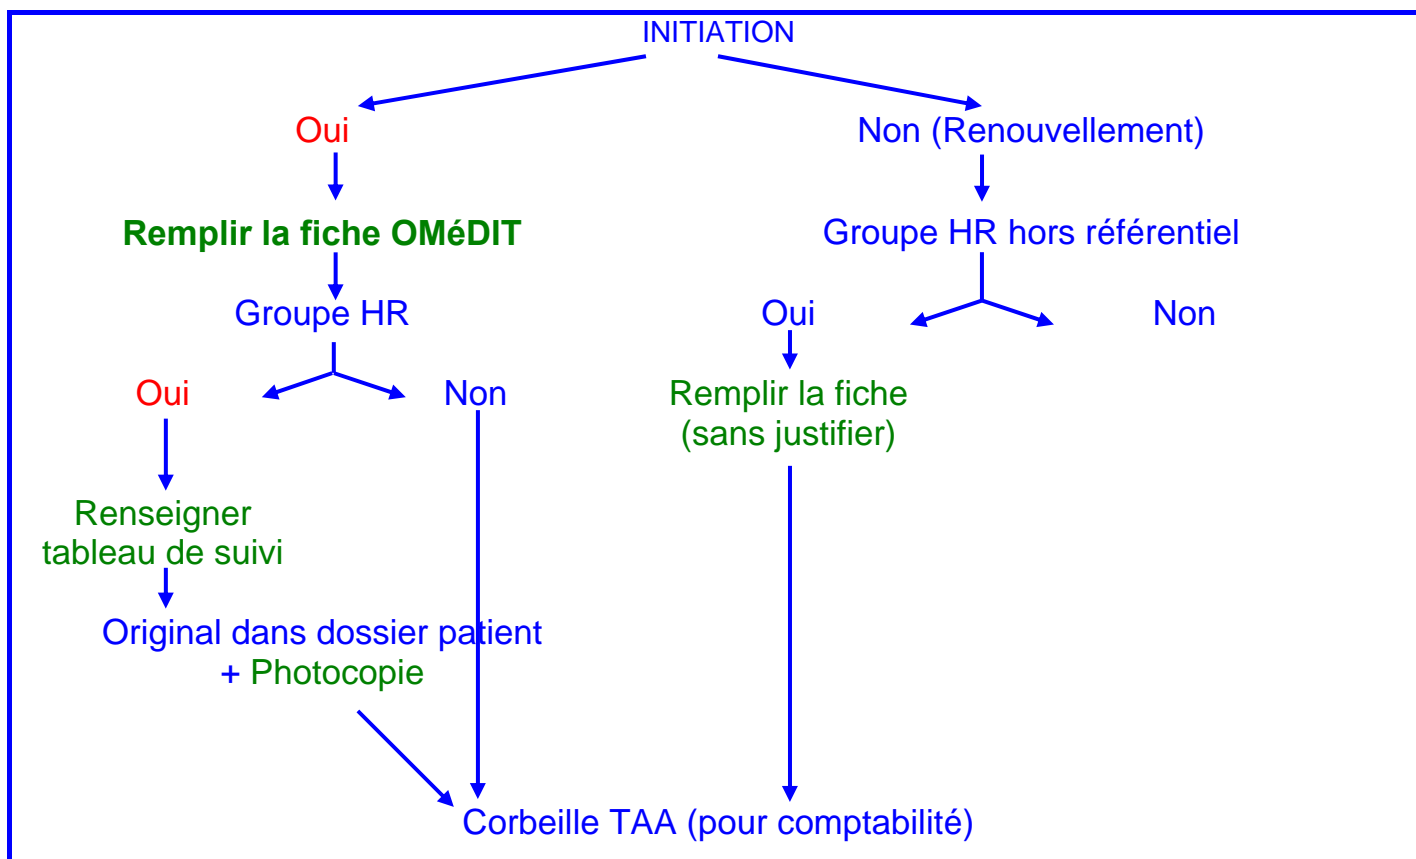 INITIATION
Oui
Non (Renouvellement)
Remplir la fiche OMéDIT
Groupe HR hors référentiel
Groupe HR
Oui
Non
Oui
Non
Remplir la fiche
(sans justifier)
Renseigner
tableau de suivi
Original dans dossier patient
+ Photocopie
Corbeille TAA (pour comptabilité)